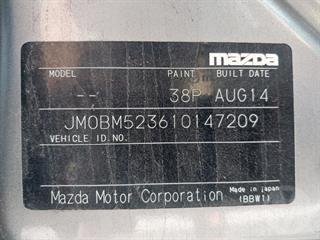 mazda
MODEL PAINT BUILT DATE
-- 38P AUG14
JM0BM523610147209
VEHICLE ID.NO.
Mazda Motor Corporation Made in Japan
(BBW1)